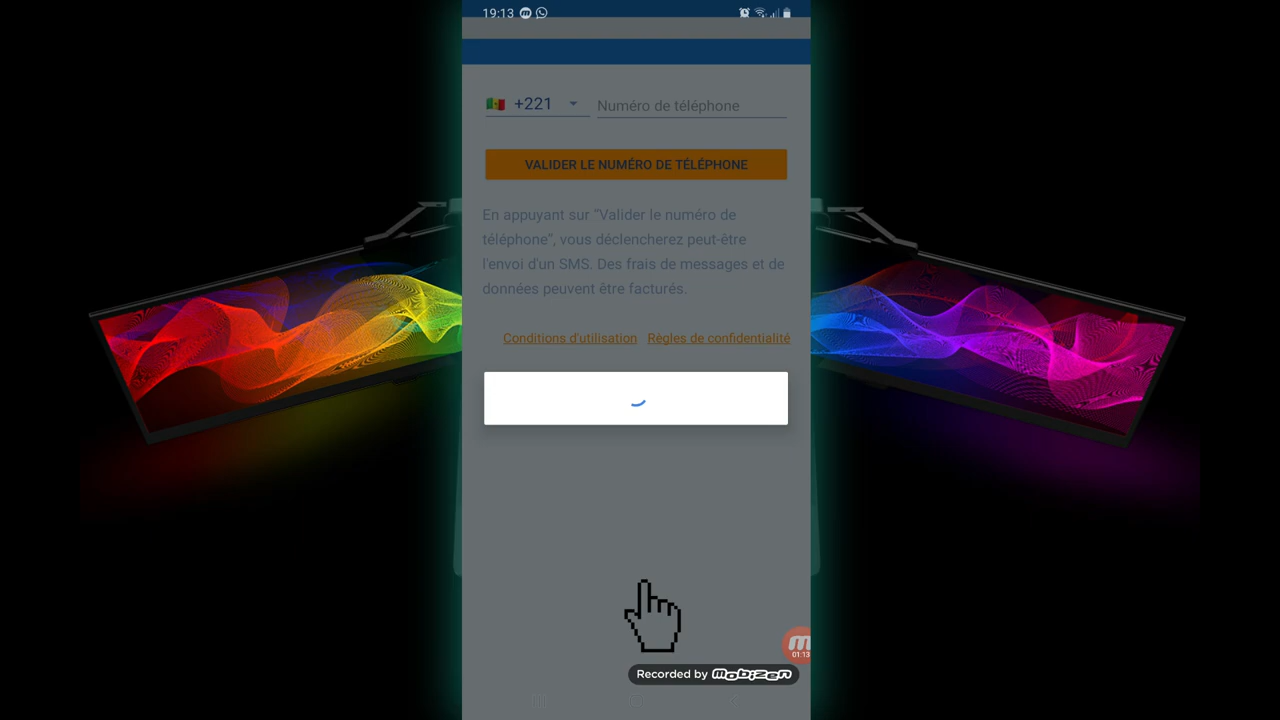 19:13
+221 Numéro de téléphone
VALIDER LE NUMÉRO DE TÉLÉPHONE
En appuyant sur “Valider le numéro de
téléphone”, vous déclencherez peut-être
l'envoi d'un SMS. Des frais de messages et de
données peuvent être facturés.
Conditions d'utilisation Règles de confidentialité
01:13
Recorded by mobizen